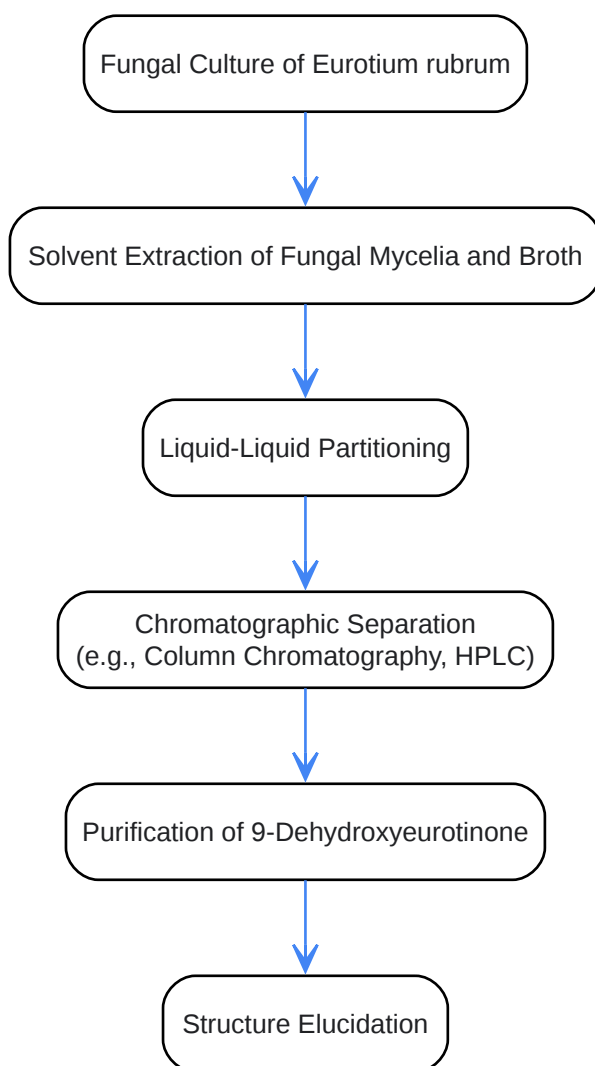 Fungal Culture of Eurotium rubrum
Solvent Extraction of Fungal Mycelia and Broth
Liquid-Liquid Partitioning
Chromatographic Separation
(e.g., Column Chromatography, HPLC)
Purification of 9-Dehydroxyeurotinone
Structure Elucidation